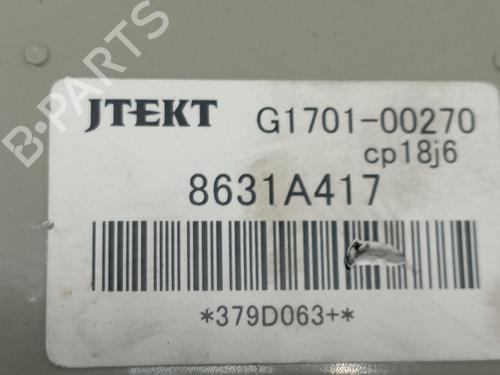 JTEKT G1701-00270
cp18j6
8631A417
*379D063+*
B-PARTS